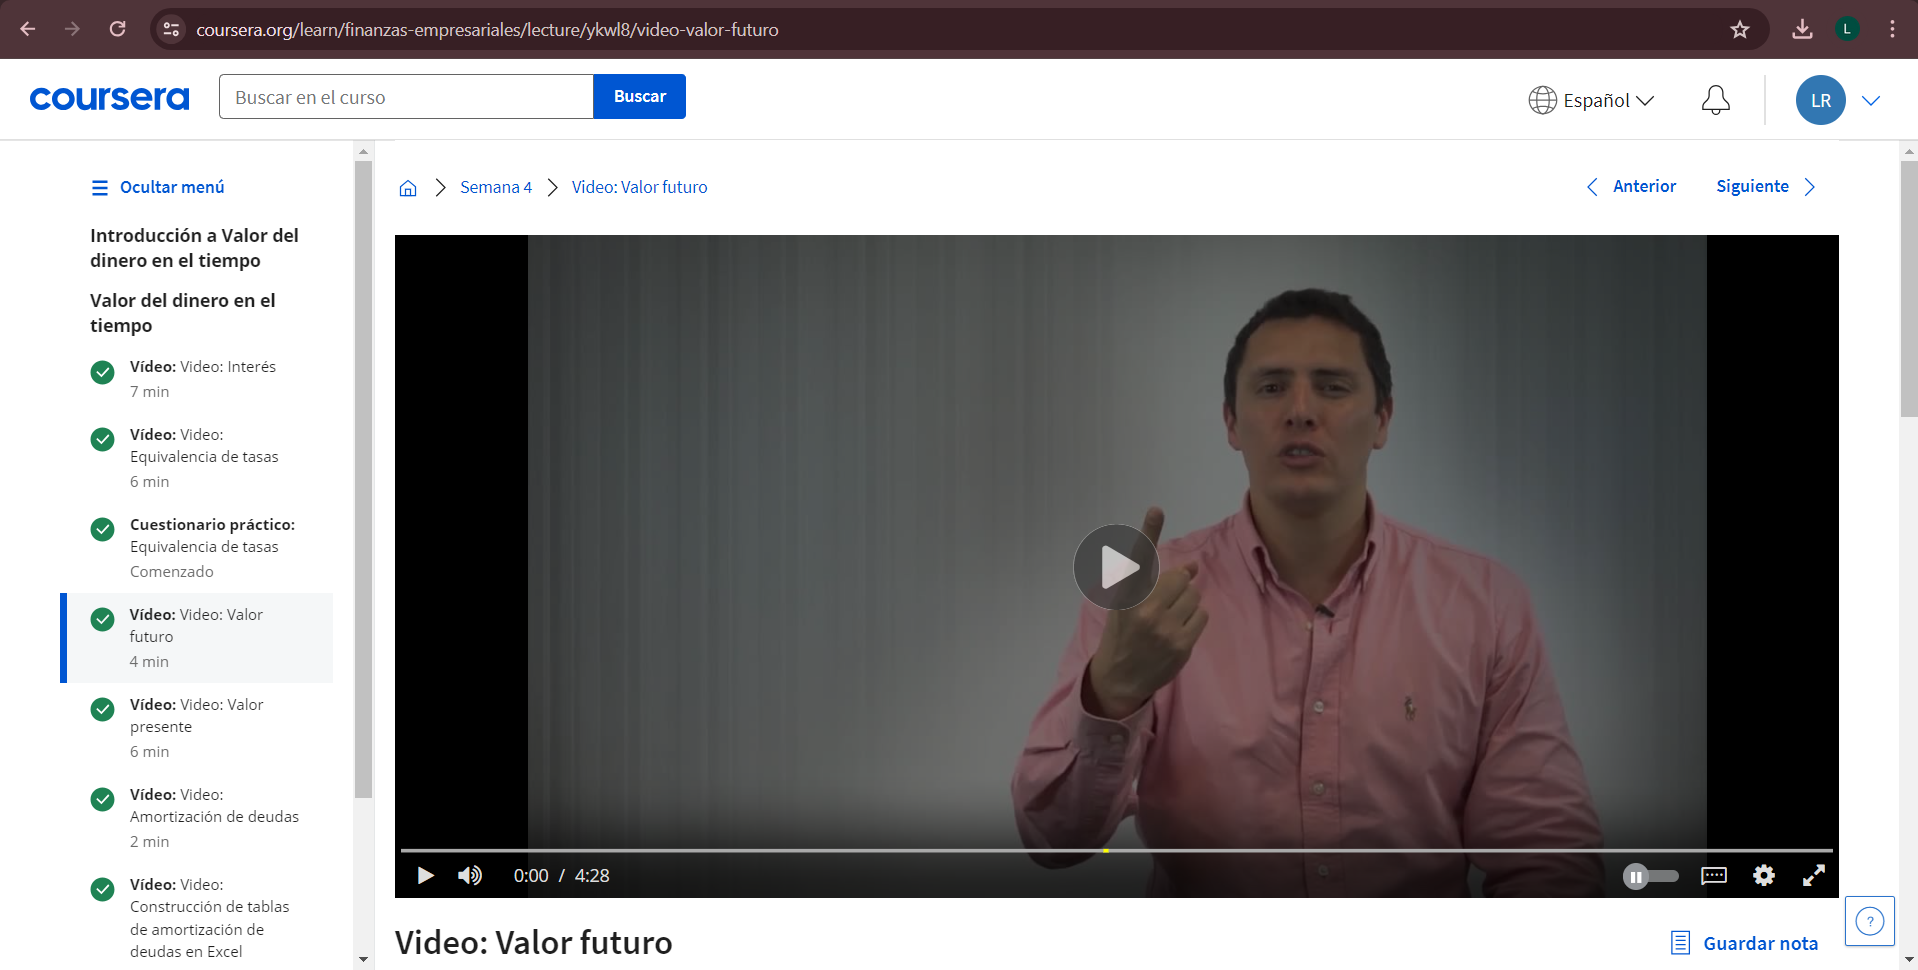 coursera.org/learn/finanzas-empresariales/lecture/ykwl8/video-valor-futuro
L
coursera
Buscar en el curso
Buscar
Español
LR
Ocultar menú
Introducción a Valor del
dinero en el tiempo
Valor del dinero en el
tiempo
Vídeo: Video: Interés
7 min
Vídeo: Video:
Equivalencia de tasas
6 min
Cuestionario práctico:
Equivalencia de tasas
Comenzado
Vídeo: Video: Valor
futuro
4 min
Vídeo: Video: Valor
presente
6 min
Vídeo: Video:
Amortización de deudas
2 min
Vídeo: Video:
Construcción de tablas
de amortización de
deudas en Excel
Semana 4
Video: Valor futuro
Anterior
Siguiente
0:00 / 4:28
Video: Valor futuro
Guardar nota
?